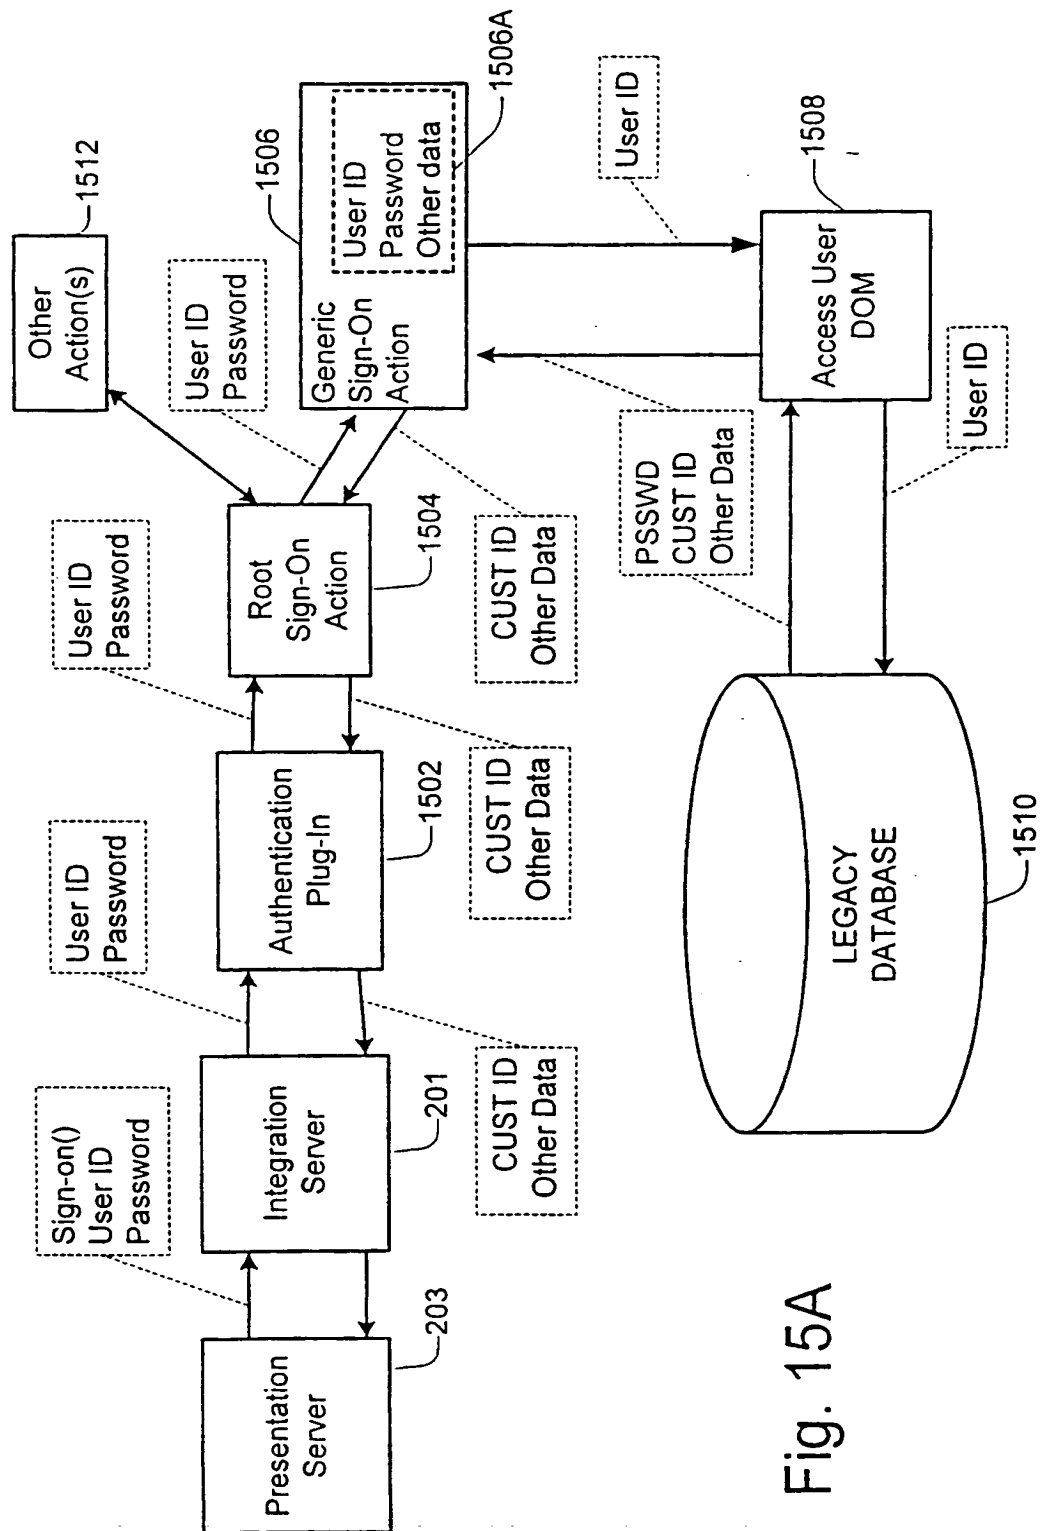 Other
Action(s)
1512
User ID
Password
1506
Generic
Sign-On
Action
User ID
Password
Other data
1506A
Sign-on()
User ID
Password
User ID
Password
User ID
Password
Presentation
Server
203
Integration
Server
201
Authentication
Plug-In
1502
Root
Sign-On
Action
1504
CUST ID
Other Data
CUST ID
Other Data
CUST ID
Other Data
User ID
PSSWD
CUST ID
Other Data
Access User
DOM
1508
User ID
LEGACY
DATABASE
1510
Fig. 15A